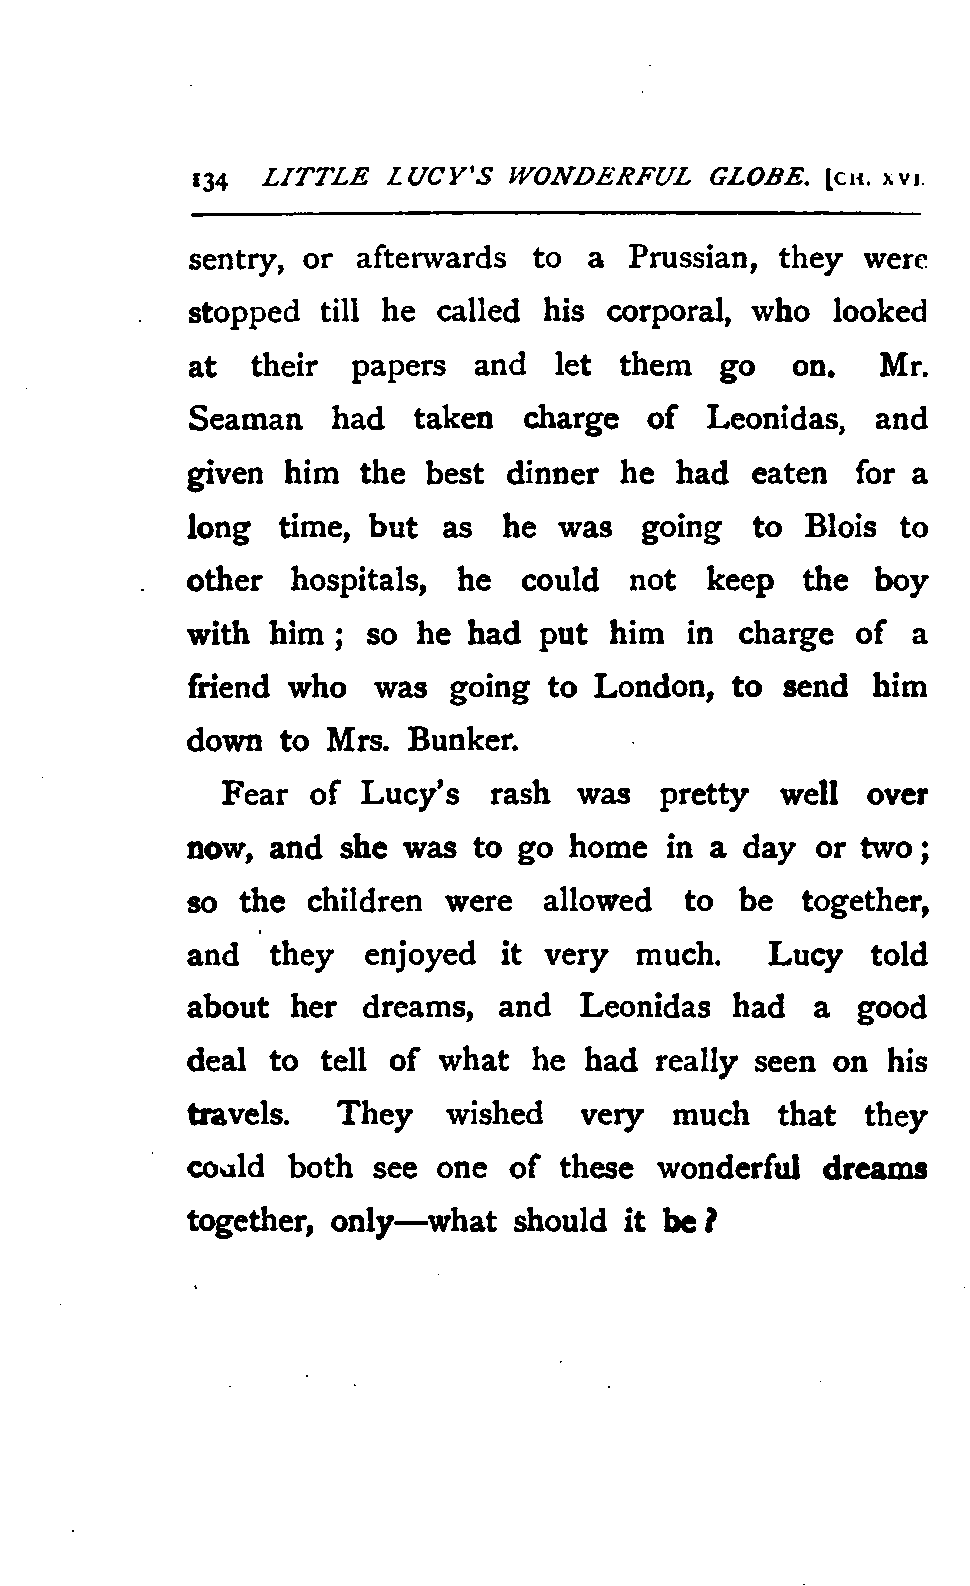 134 LITTLE LUCY'S WONDERFUL GLOBE. [CH. XVI.
sentry, or afterwards to a Prussian, they were
stopped till he called his corporal, who looked
at their papers and let them go on. Mr.
Seaman had taken charge of Leonidas, and
given him the best dinner he had eaten for a
long time, but as he was going to Blois to
other hospitals, he could not keep the boy
with him ; so he had put him in charge of a
friend who was going to London, to send him
down to Mrs. Bunker.
Fear of Lucy's rash was pretty well over
now, and she was to go home in a day or two ;
so the children were allowed to be together,
and they enjoyed it very much. Lucy told
about her dreams, and Leonidas had a good
deal to tell of what he had really seen on his
travels. They wished very much that they
could both see one of these wonderful dreams
together, only—what should it be ?